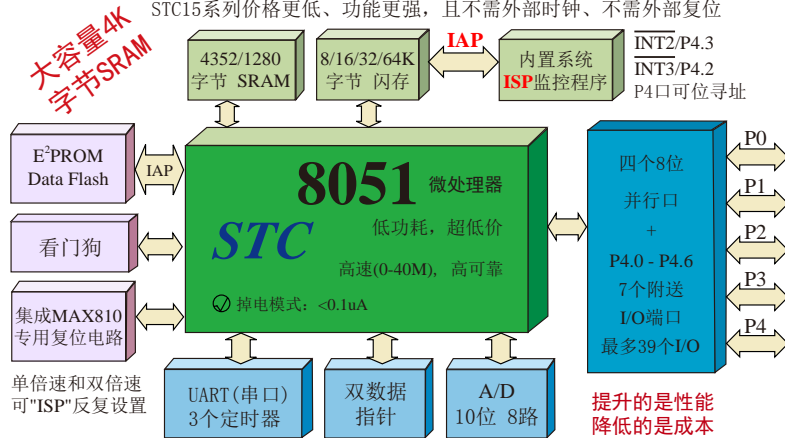 STC15系列价格更低、功能更强，且不需外部时钟、不需外部复位
大容量4K
字节SRAM
4352/1280
字节 SRAM
8/16/32/64K
字节 闪存
IAP
内置系统
ISP监控程序
INT2/P4.3
INT3/P4.2
P4口可位寻址
E²PROM
Data Flash
IAP
看门狗
集成MAX810
专用复位电路
单倍速和双倍速
可"ISP"反复设置
8051 微处理器
STC
低功耗，超低价
高速(0-40M), 高可靠
掉电模式：<0.1uA
UART(串口)
3个定时器
双数据
指针
A/D
10位 8路
四个8位
并行口
+
P4.0 - P4.6
7个附送
I/O端口
最多39个I/O
P0
P1
P2
P3
P4
提升的是性能
降低的是成本